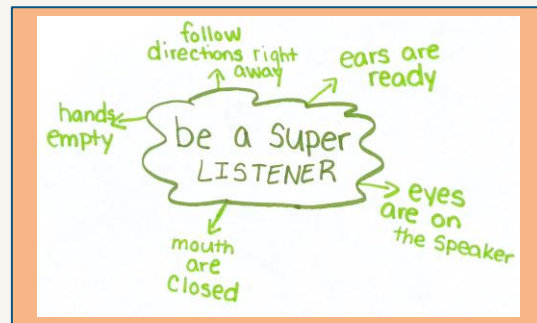 follow
directions right
away
ears are
ready
hands
empty
be a super
LISTENER
eyes
are on
the speaker
mouth
are
closed